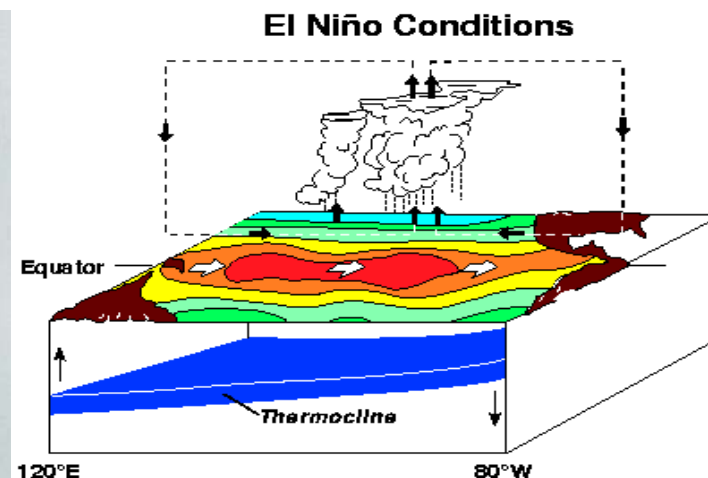 El Niño Conditions
Equator
Thermocline
120°E
80°W